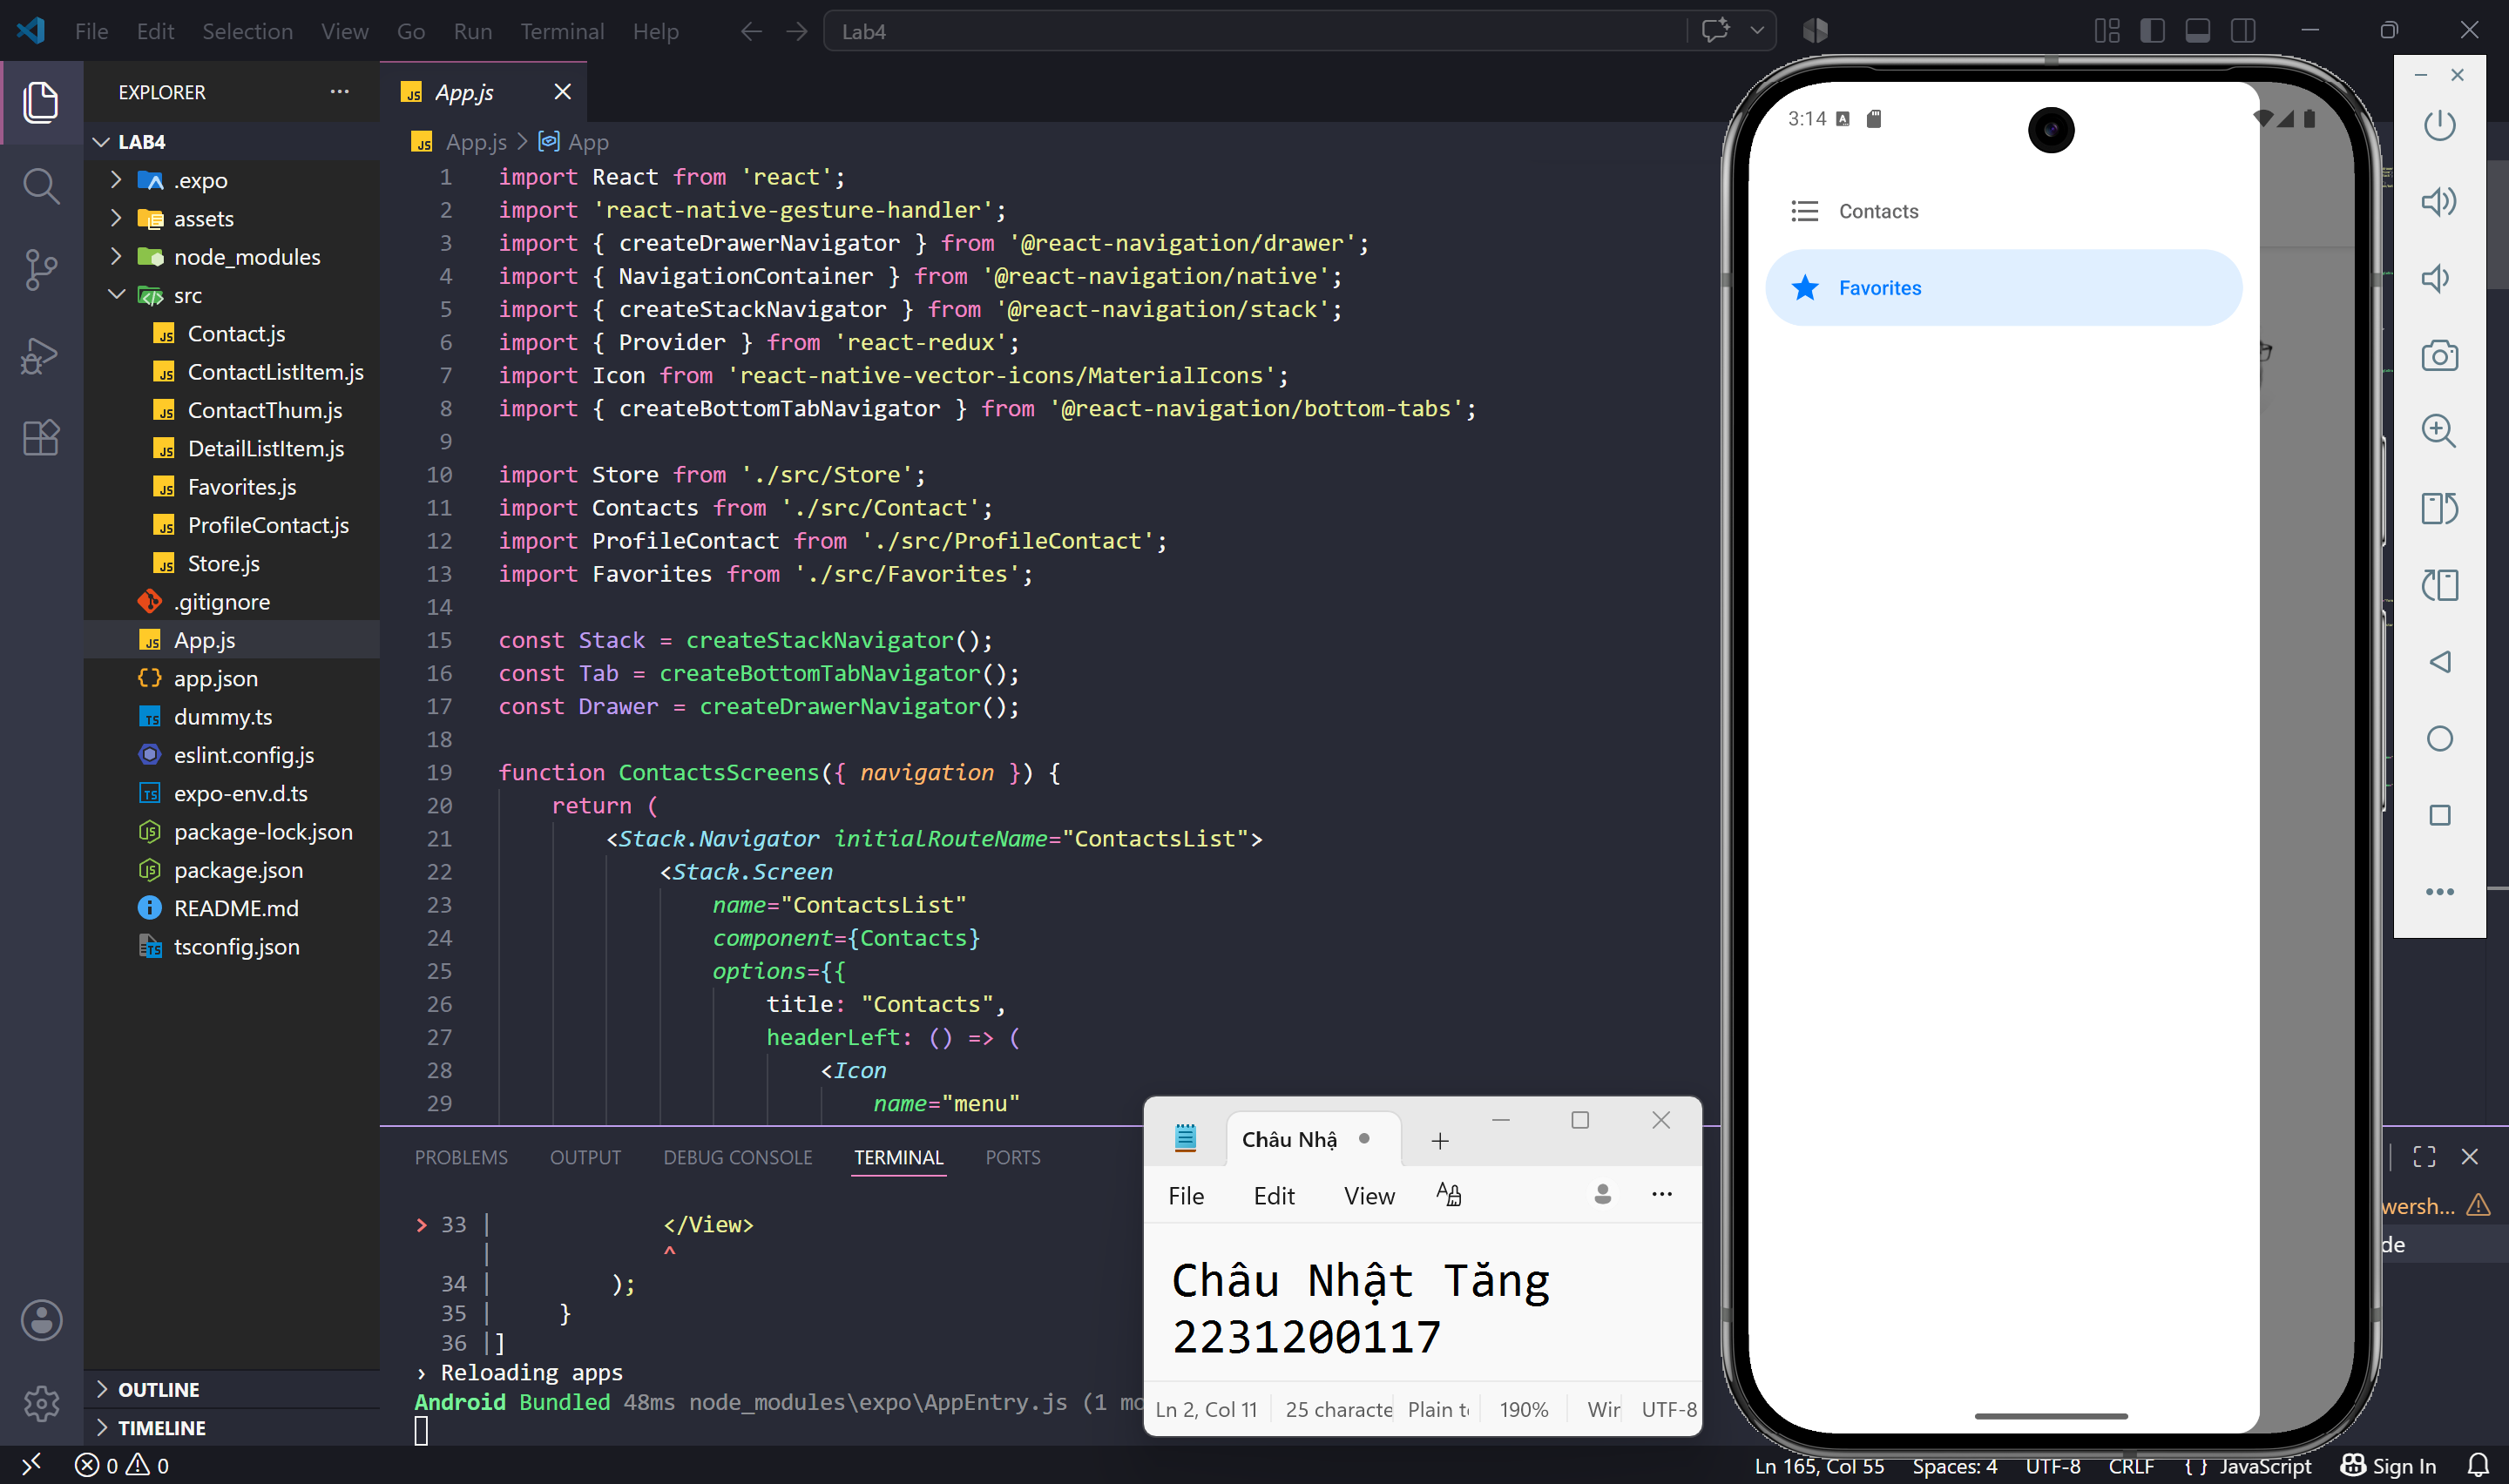 File Edit Selection View Go Run Terminal Help
Lab4
EXPLORER
LAB4
.expo
assets
node_modules
src
Contact.js
ContactListItem.js
ContactThum.js
DetailListItem.js
Favorites.js
ProfileContact.js
Store.js
.gitignore
App.js
app.json
dummy.ts
eslint.config.js
expo-env.d.ts
package-lock.json
package.json
README.md
tsconfig.json
OUTLINE
TIMELINE
App.js
App.js > App
1 import React from 'react';
2 import 'react-native-gesture-handler';
3 import { createDrawerNavigator } from '@react-navigation/drawer';
4 import { NavigationContainer } from '@react-navigation/native';
5 import { createStackNavigator } from '@react-navigation/stack';
6 import { Provider } from 'react-redux';
7 import Icon from 'react-native-vector-icons/MaterialIcons';
8 import { createBottomTabNavigator } from '@react-navigation/bottom-tabs';
9
10 import Store from './src/Store';
11 import Contacts from './src/Contact';
12 import ProfileContact from './src/ProfileContact';
13 import Favorites from './src/Favorites';
14
15 const Stack = createStackNavigator();
16 const Tab = createBottomTabNavigator();
17 const Drawer = createDrawerNavigator();
18
19 function ContactsScreens({ navigation }) {
20 return (
21 <Stack.Navigator initialRouteName="ContactsList">
22 <Stack.Screen
23 name="ContactsList"
24 component={Contacts}
25 options={{
26 title: "Contacts",
27 headerLeft: () => (
28 <Icon
29 name="menu"
PROBLEMS OUTPUT DEBUG CONSOLE TERMINAL PORTS
> 33 | </View>
| ^
34 | );
35 | }
36 |]
› Reloading apps
Android Bundled 48ms node_modules\expo\AppEntry.js (1 mo
wersh...
de
Châu Nhậ
File Edit View
Châu Nhật Tăng
2231200117
Ln 2, Col 11 25 characte Plain t 190% Wir UTF-8
3:14
Contacts
Favorites
0 0
Ln 165, Col 55 Spaces: 4 UTF-8 CRLF { } JavaScript Sign In